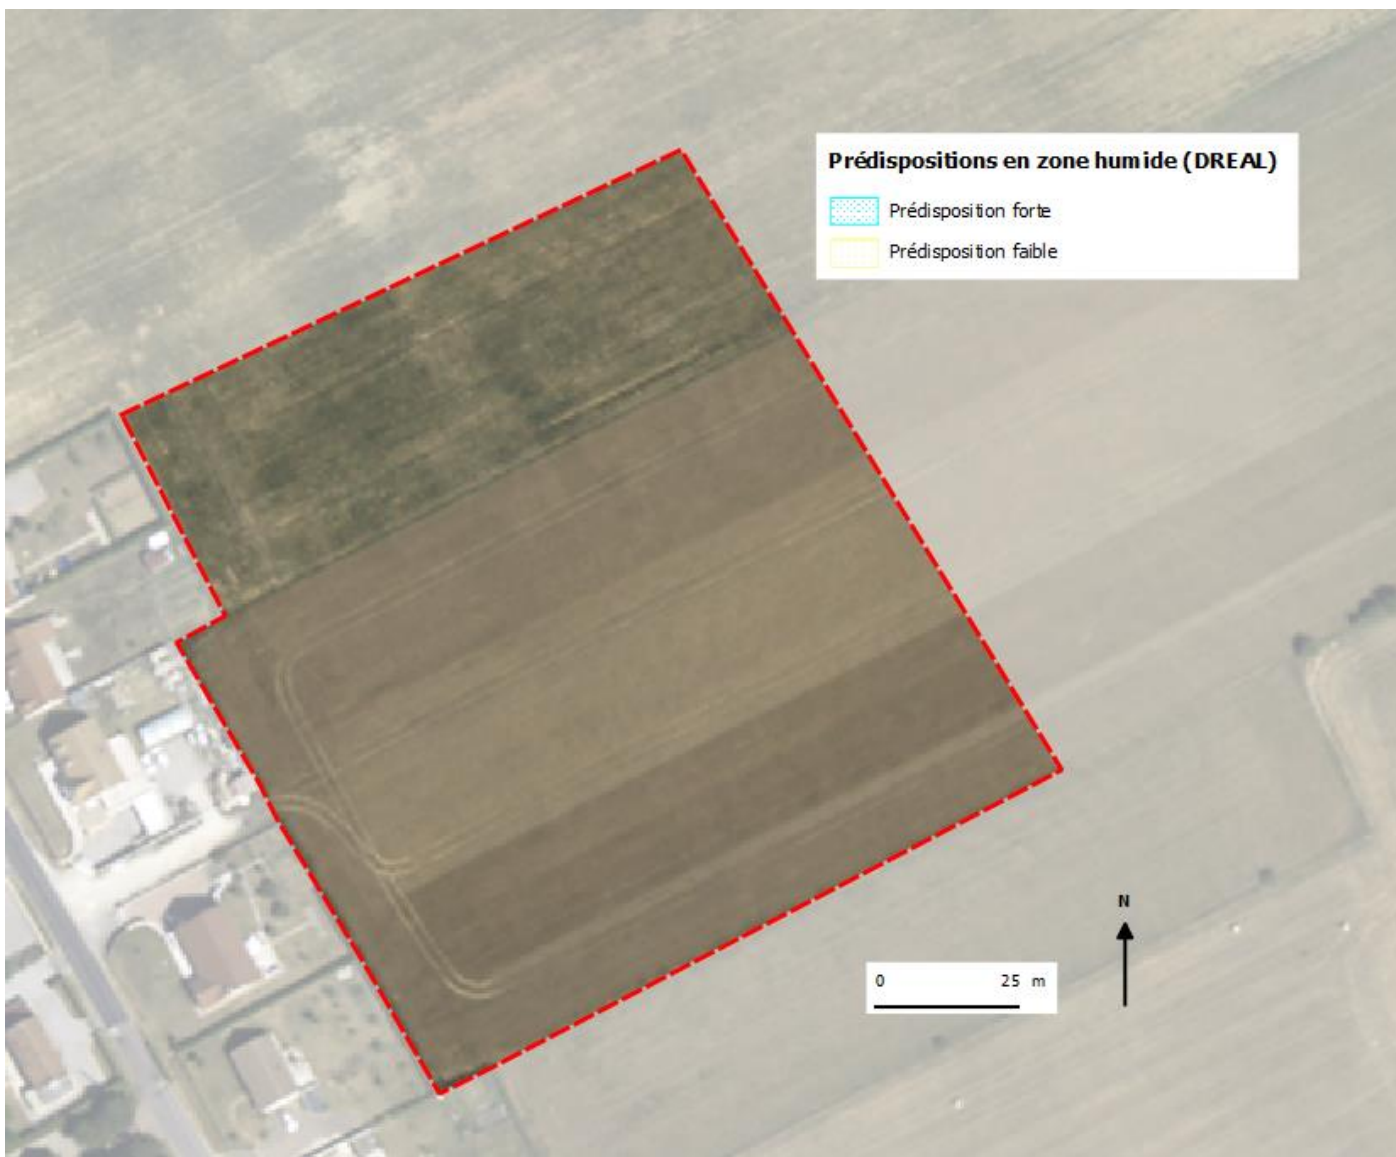 Prédispositions en zone humide (DREAL)
Prédisposition forte
Prédisposition faible
N
0 25 m